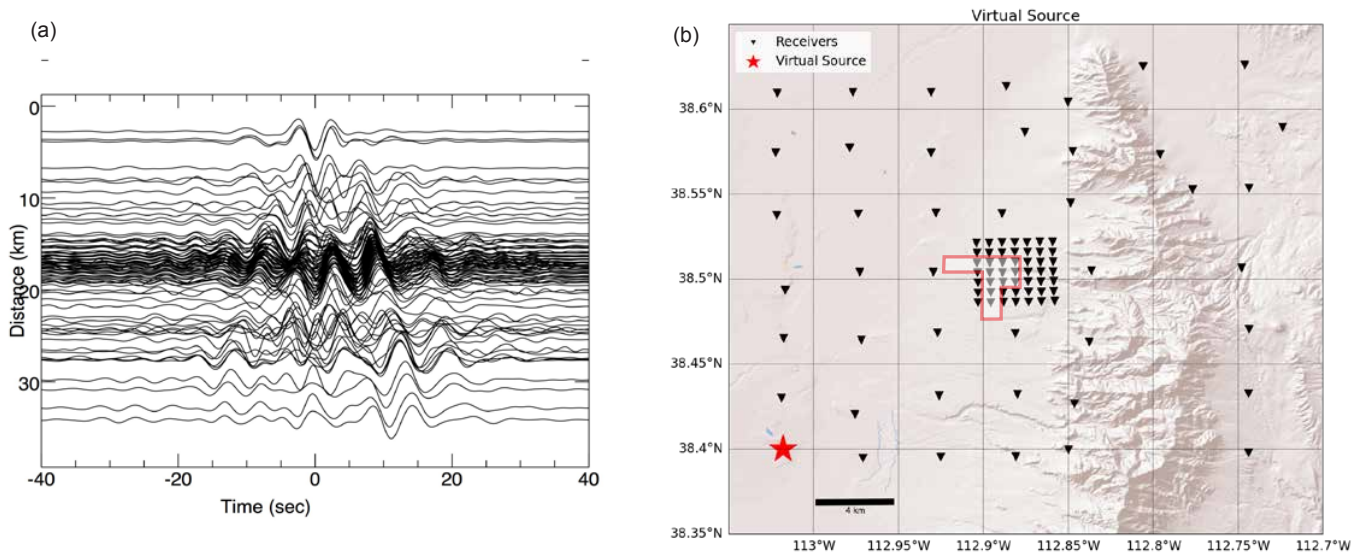 (a)
0
10
20
30
Distance (km)
-40
-20
0
20
40
Time (sec)
(b)
Virtual Source
Receivers
Virtual Source
38.6°N
38.55°N
38.5°N
38.45°N
38.4°N
38.35°N
4 km
113°W
112.95°W
112.9°W
112.85°W
112.8°W
112.75°W
112.7°W